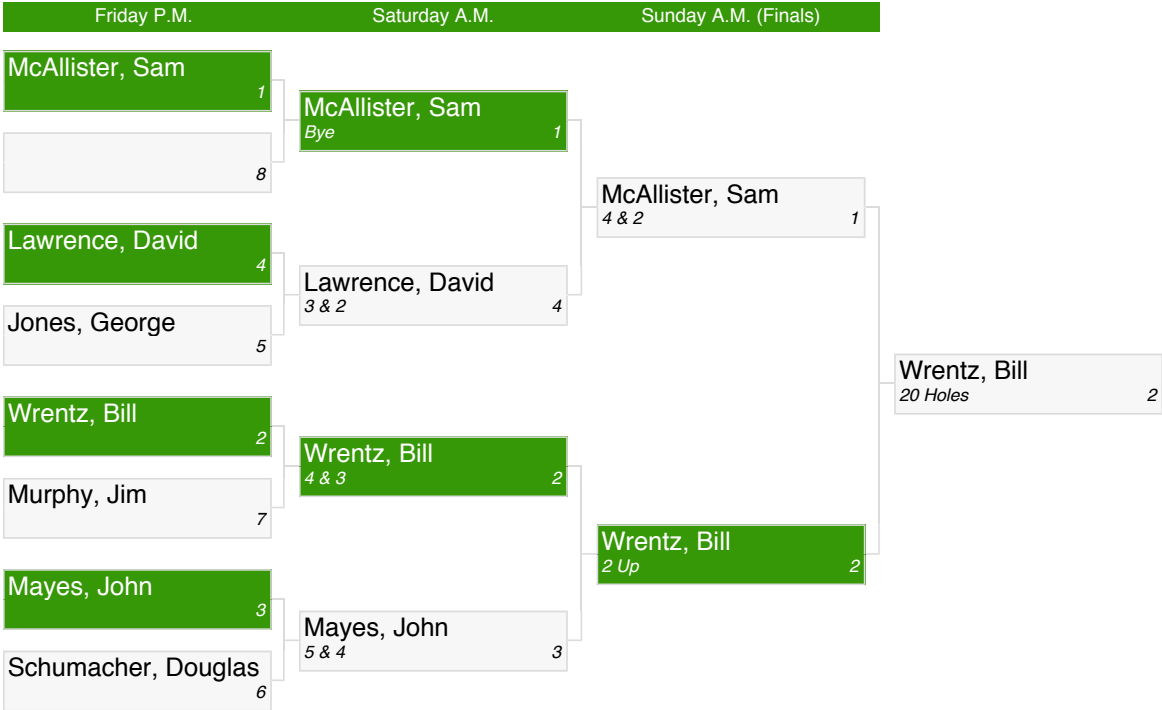 Friday P.M.
Saturday A.M.
Sunday A.M. (Finals)
McAllister, Sam
1
8
Lawrence, David
4
Jones, George
5
Wrentz, Bill
2
Murphy, Jim
7
Mayes, John
3
Schumacher, Douglas
6
McAllister, Sam
Bye 1
Lawrence, David
3 & 2 4
Wrentz, Bill
4 & 3 2
Mayes, John
5 & 4 3
McAllister, Sam
4 & 2 1
Wrentz, Bill
2 Up 2
Wrentz, Bill
20 Holes 2